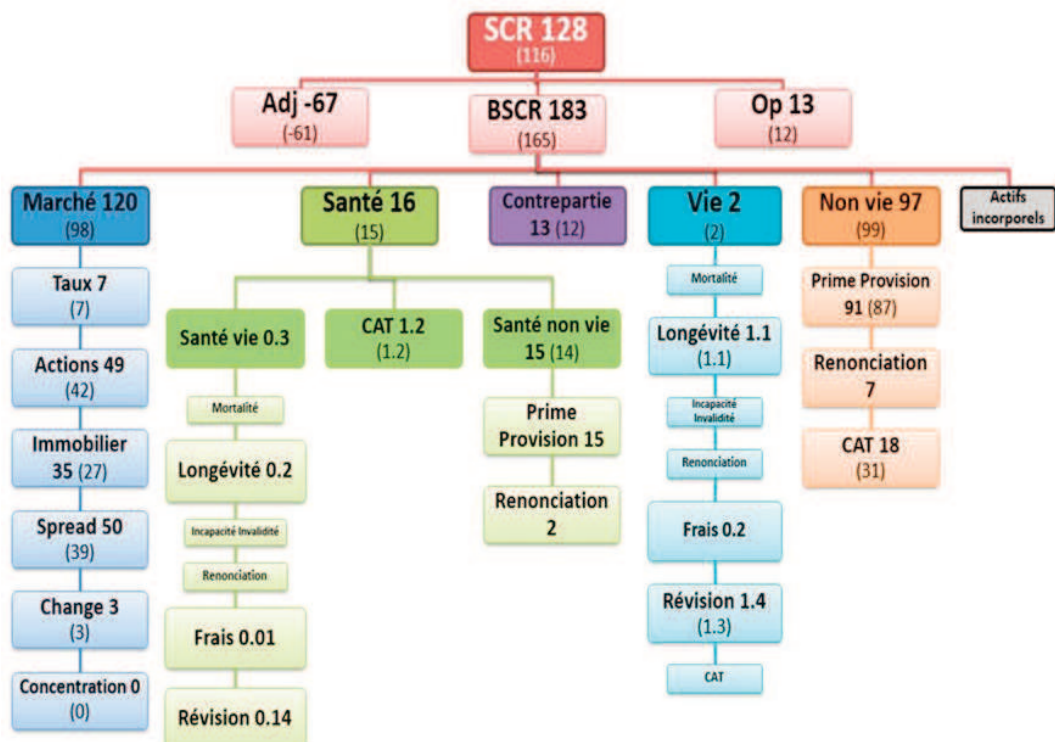 SCR 128
(116)
Adj -67
(-61)
BSCR 183
(165)
Op 13
(12)
Marché 120
(98)
Santé 16
(15)
Contrepartie
13 (12)
Vie 2
(2)
Non vie 97
(99)
Actifs
incorporels
Taux 7
(7)
Actions 49
(42)
Immobilier
35 (27)
Spread 50
(39)
Change 3
(3)
Concentration 0
(0)
Santé vie 0.3
Mortalité
Longévité 0.2
Incapacité Invalidité
Renonciation
Frais 0.01
Révision 0.14
CAT 1.2
(1.2)
Santé non vie
15 (14)
Prime
Provision 15
Renonciation
2
Mortalité
Longévité 1.1
(1.1)
Incapacité
Invalidité
Renonciation
Frais 0.2
Révision 1.4
(1.3)
CAT
Prime Provision
91 (87)
Renonciation
7
CAT 18
(31)